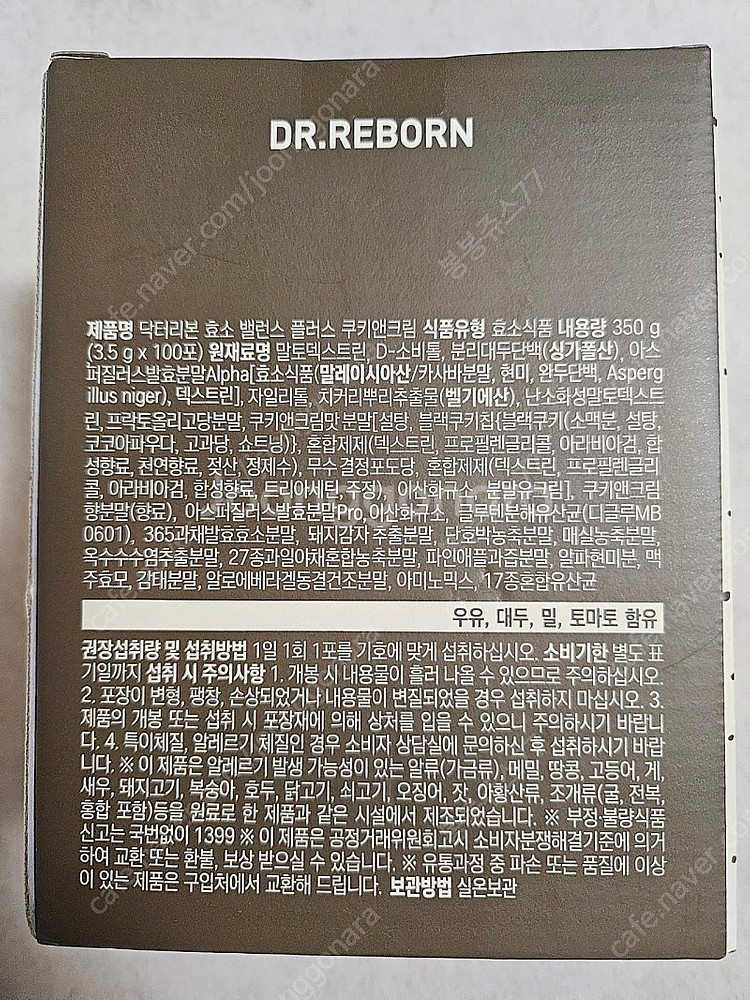 DR.REBORN
제품명 닥터리본 효소 밸런스 플러스 쿠키앤크림 식품유형 효소식품 내용량 350 g
(3.5 g x 100포) 원재료명 말토덱스트린, D-소비톨, 분리대두단백(싱가폴산), 아스
퍼질러스발효분말Alpha[효소식품(말레이시아산/카사바분말, 현미, 완두단백, Asperg
illus niger), 덱스트린], 자일리톨, 치커리뿌리추출물(벨기에산), 난소화성말토덱스트
린, 프락토올리고당분말, 쿠키앤크림맛 분말[설탕, 블랙쿠키칩{블랙쿠키(소맥분, 설탕,
코코아파우다, 고과당, 쇼트닝)}, 혼합제제(덱스트린, 프로필렌글리콜, 아라비아검, 합
성향료, 천연향료, 젖산, 정제수), 무수결정포도당, 혼합제제(덱스트린, 프로필렌글리
콜, 아라비아검, 합성향료, 트리아세틴, 주정), 이산화규소, 분말유크림], 쿠키앤크림
향분말(향료), 아스퍼질러스발효분말Pro, 이산화규소, 글루텐분해유산균(디글루MB
0601), 365과채발효효소분말, 돼지감자 추출분말, 단호박농축분말, 매실농축분말,
옥수수수염추출분말, 27종과일야채혼합농축분말, 파인애플과즙분말, 알파현미분, 맥
주효모, 감태분말, 알로에베라겔동결건조분말, 아미노믹스, 17종혼합유산균
우유, 대두, 밀, 토마토 함유
권장섭취량 및 섭취방법 1일 1회 1포를 기호에 맞게 섭취하십시오. 소비기한 별도 표
기일까지 섭취 시 주의사항 1. 개봉 시 내용물이 흘러 나올 수 있으므로 주의하십시오.
2. 포장이 변형, 팽창, 손상되었거나 내용물이 변질되었을 경우 섭취하지 마십시오. 3.
제품의 개봉 또는 섭취 시 포장재에 의해 상처를 입을 수 있으니 주의하시기 바랍니
다. 4. 특이체질, 알레르기 체질인 경우 소비자 상담실에 문의하신 후 섭취하시기 바랍
니다. ※ 이 제품은 알레르기 발생 가능성이 있는 알류(가금류), 메밀, 땅콩, 고등어, 게,
새우, 돼지고기, 복숭아, 호두, 닭고기, 쇠고기, 오징어, 잣, 아황산류, 조개류(굴, 전복,
홍합 포함)등을 원료로 한 제품과 같은 시설에서 제조되었습니다. ※ 부정·불량식품
신고는 국번없이 1399 ※ 이 제품은 공정거래위원회고시 소비자분쟁해결기준에 의거
하여 교환 또는 환불, 보상 받으실 수 있습니다. ※ 유통과정 중 파손 또는 품질에 이상
이 있는 제품은 구입처에서 교환해 드립니다. 보관방법 실온보관
cafe.naver.com/joonggonara
봉봉쥬스77